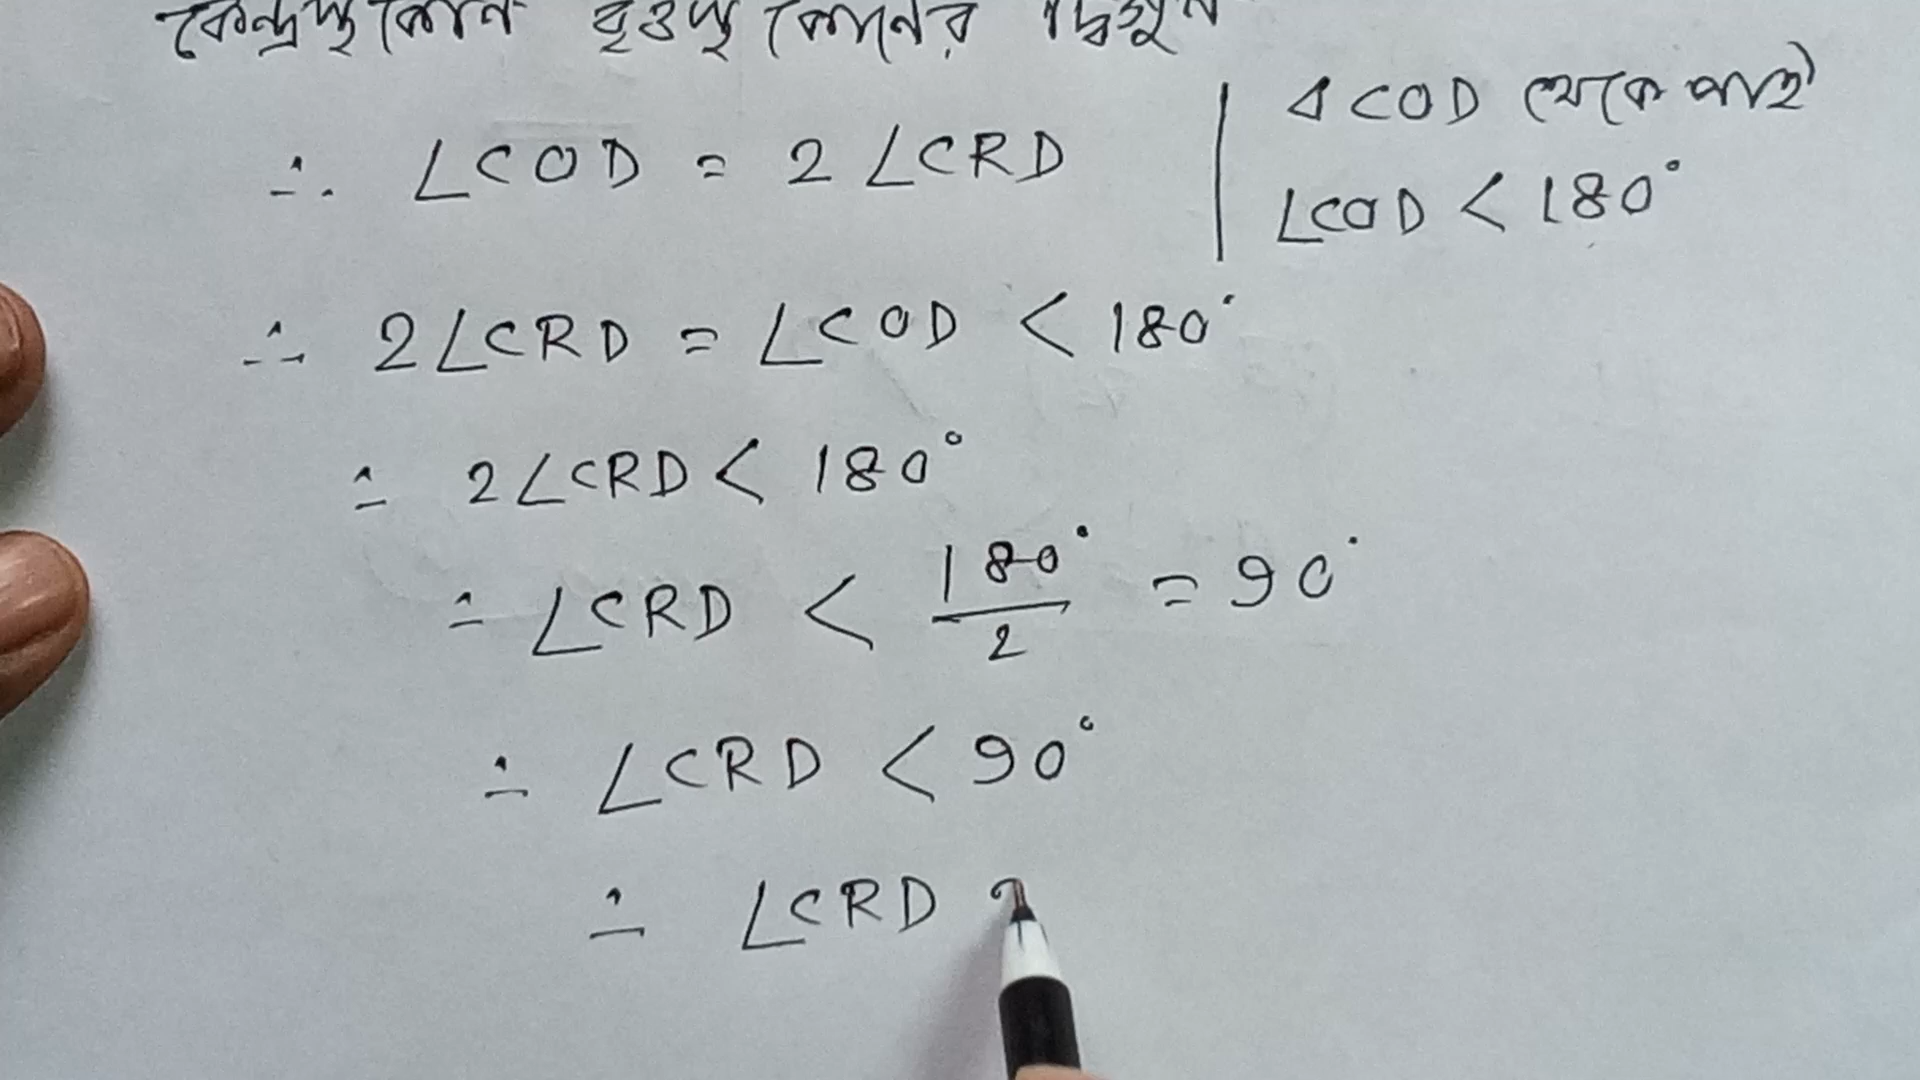 কেন্দ্রস্থ কোন বৃত্তস্থ কোনের দ্বিগুন
∴ ∠COD = 2 ∠CRD
Δ COD থেকে পাই
∠COD < 180°
∴ 2∠CRD = ∠COD < 180°
∴ 2∠CRD < 180°
∴ ∠CRD < 180°/2 = 90°
∴ ∠CRD < 90°
∴ ∠CRD